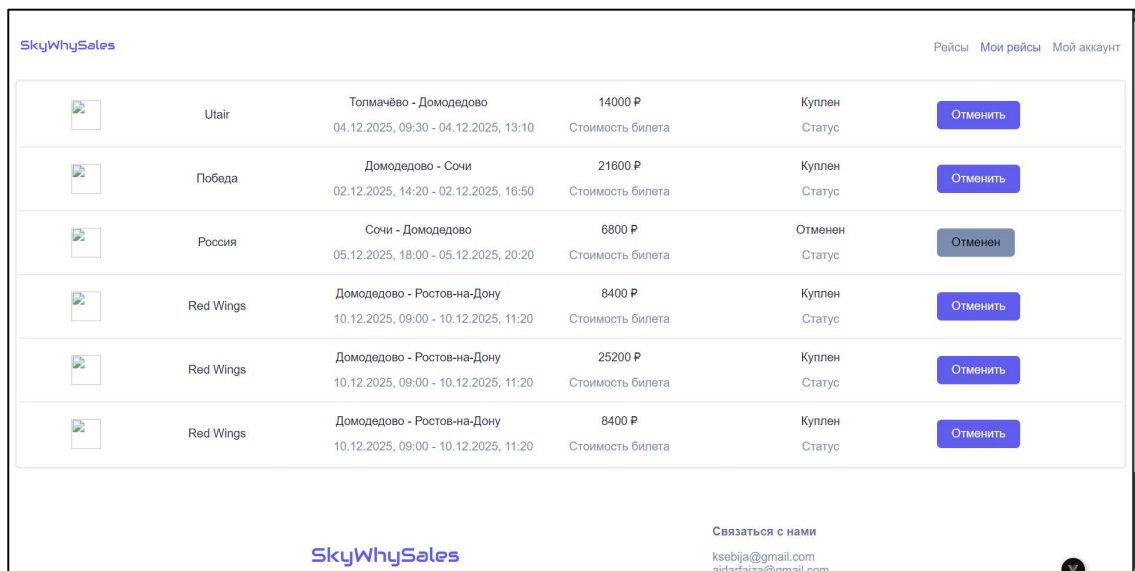 SkyWhySales
Рейсы Мои рейсы Мой аккаунт
Utair
Толмачёво - Домодедово
04.12.2025, 09:30 - 04.12.2025, 13:10
14000 ₽
Стоимость билета
Куплен
Статус
Отменить
Победа
Домодедово - Сочи
02.12.2025, 14:20 - 02.12.2025, 16:50
21600 ₽
Стоимость билета
Куплен
Статус
Отменить
Россия
Сочи - Домодедово
05.12.2025, 18:00 - 05.12.2025, 20:20
6800 ₽
Стоимость билета
Отменен
Статус
Отменен
Red Wings
Домодедово - Ростов-на-Дону
10.12.2025, 09:00 - 10.12.2025, 11:20
8400 ₽
Стоимость билета
Куплен
Статус
Отменить
Red Wings
Домодедово - Ростов-на-Дону
10.12.2025, 09:00 - 10.12.2025, 11:20
25200 ₽
Стоимость билета
Куплен
Статус
Отменить
Red Wings
Домодедово - Ростов-на-Дону
10.12.2025, 09:00 - 10.12.2025, 11:20
8400 ₽
Стоимость билета
Куплен
Статус
Отменить
SkyWhySales
Связаться с нами
ksebija@gmail.com
aidarfaiza@gmail.com